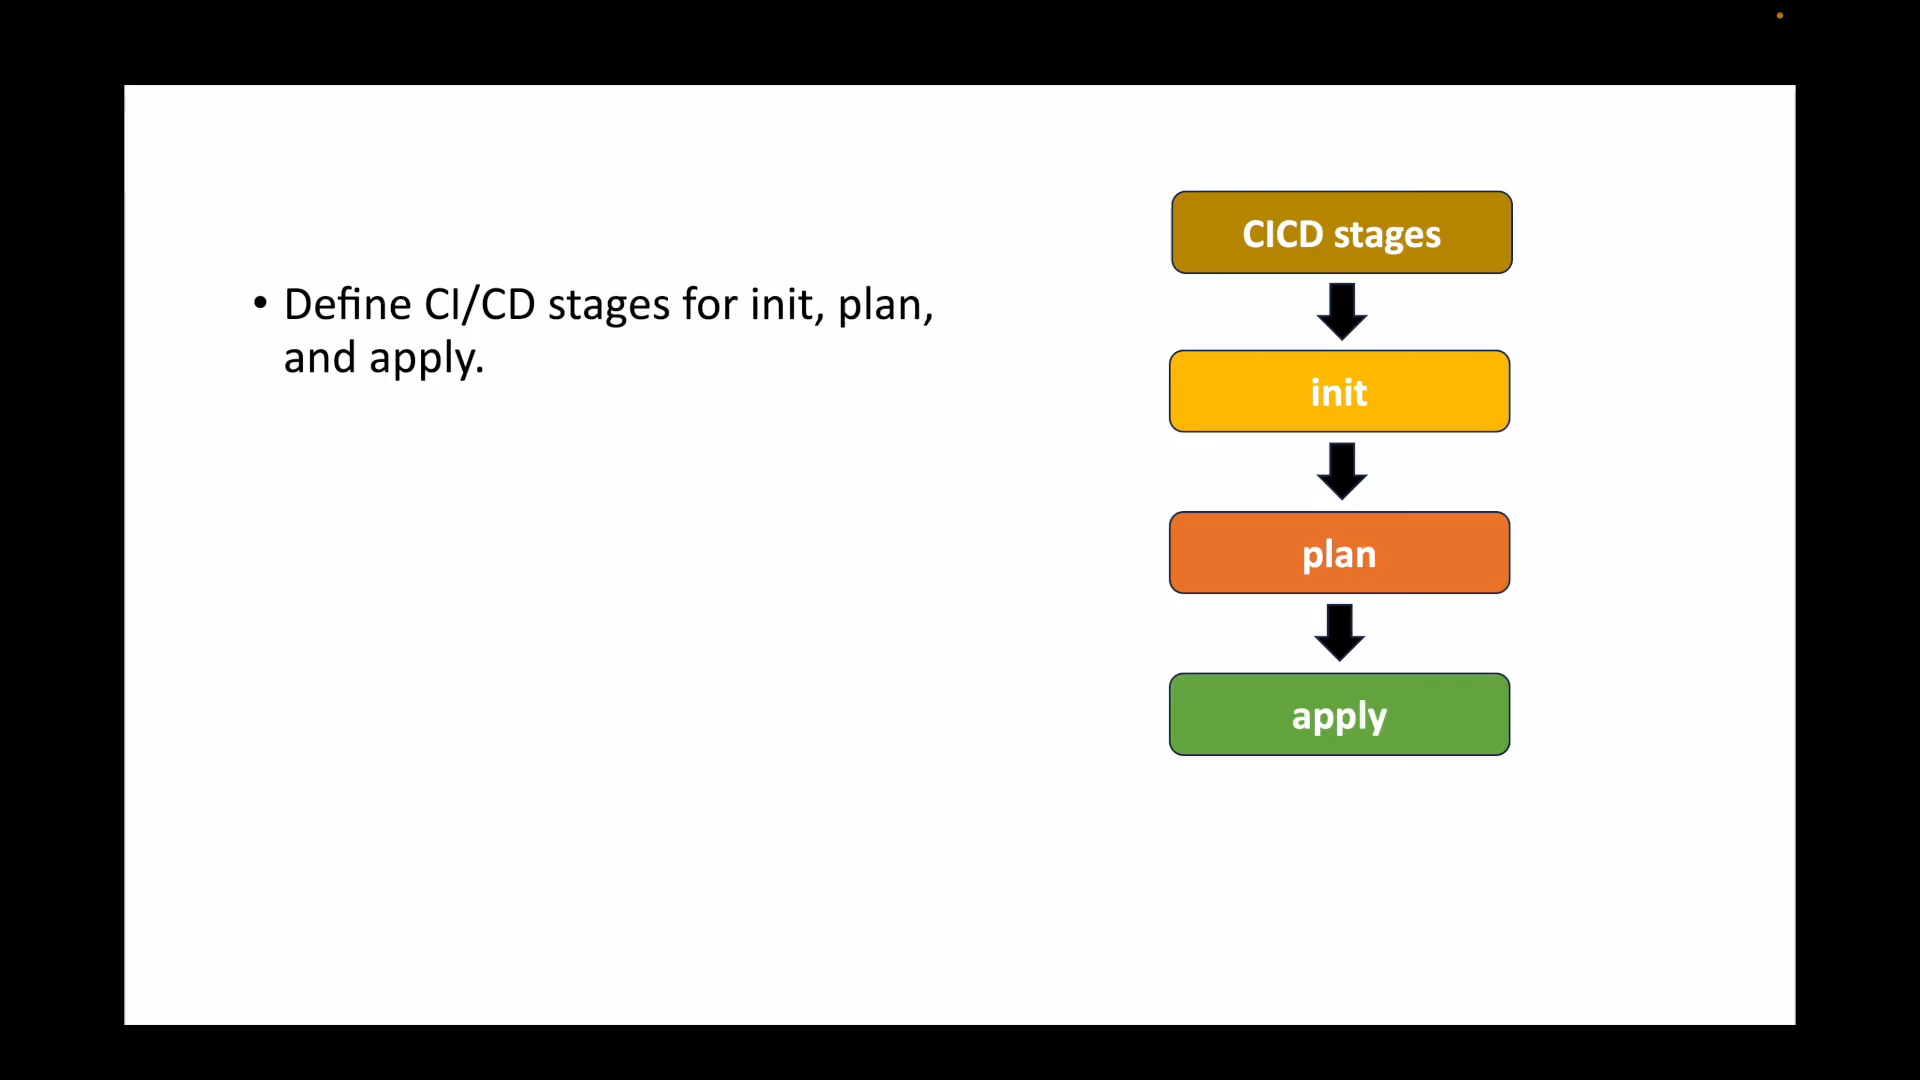 • Define CI/CD stages for init, plan,
and apply.
CICD stages
init
plan
apply